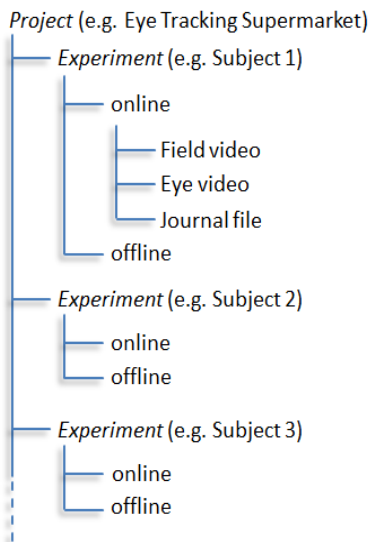 Project (e.g. Eye Tracking Supermarket)
Experiment (e.g. Subject 1)
online
Field video
Eye video
Journal file
offline
Experiment (e.g. Subject 2)
online
offline
Experiment (e.g. Subject 3)
online
offline